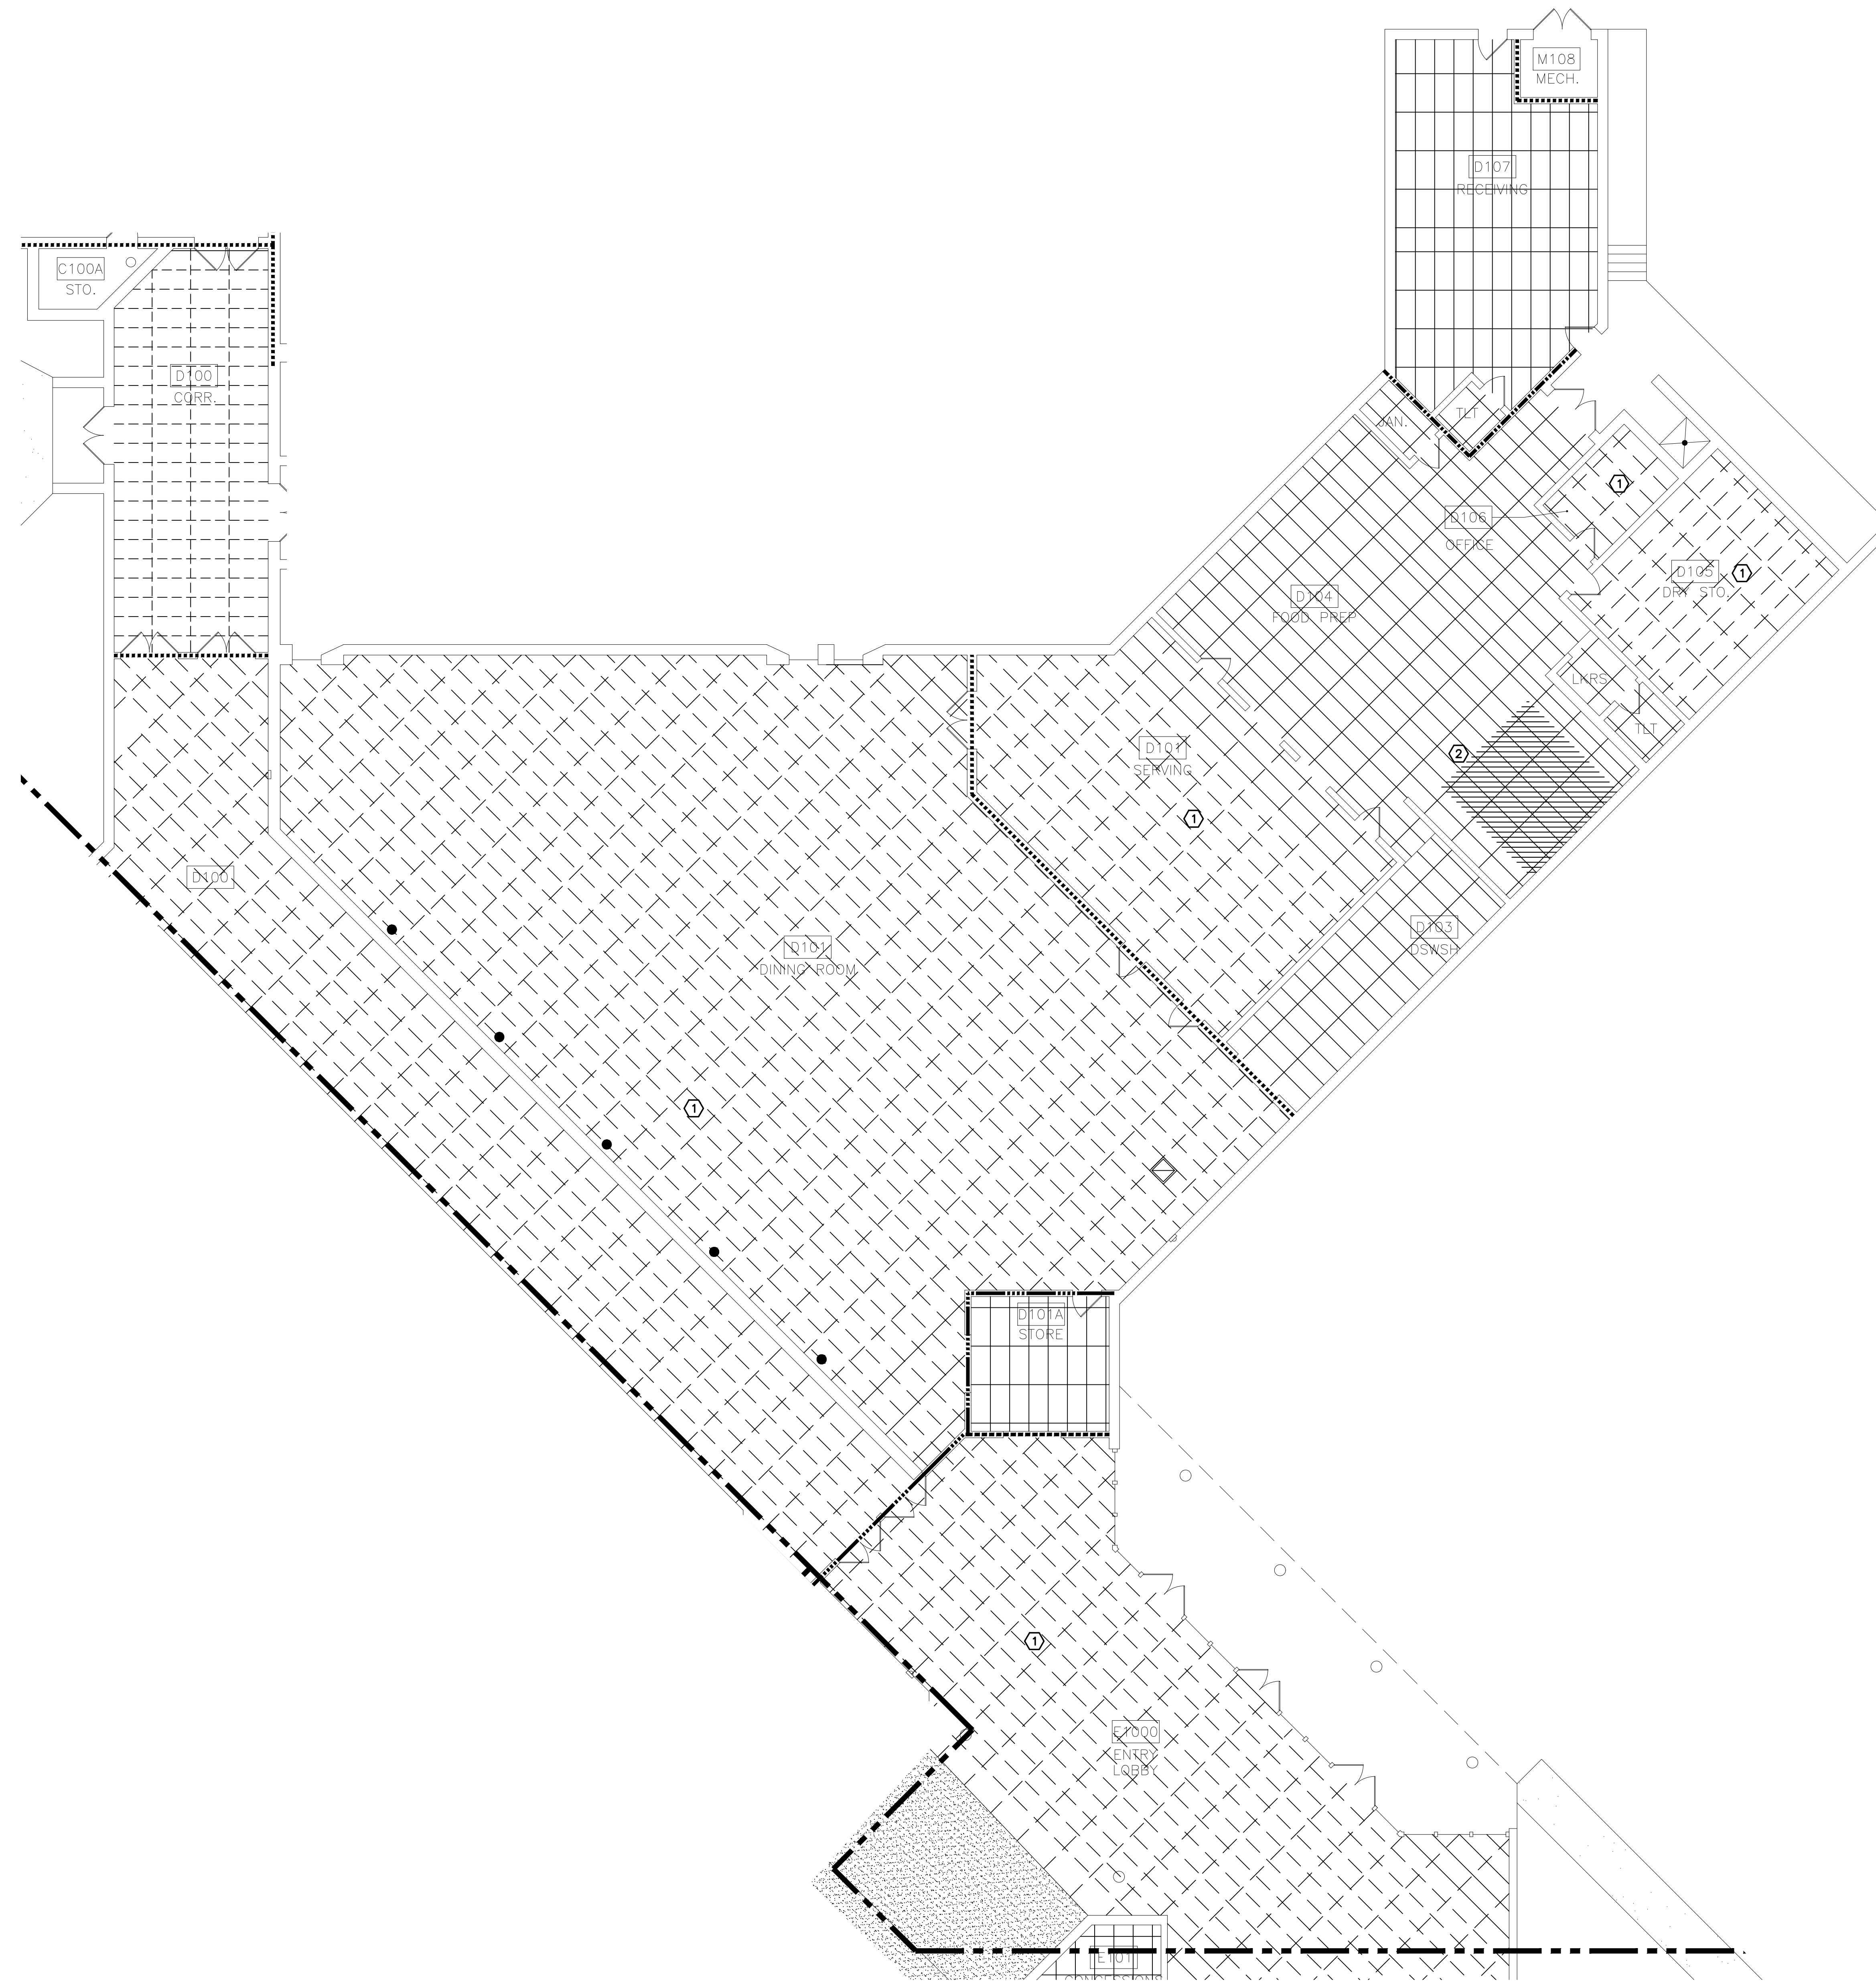 M108
MECH.
D107
RECEIVING
C100A
STO.
D100
CORR.
JAN.
TLT
1
D106
OFFICE
D105
1
DRY STO.
D104
FOOD PREP
LKRS
TLT
D101
SERVING
2
1
D100
D103
DSWSH
D101
DINING ROOM
1
D101A
STORE
1
E1000
ENTRY
LOBBY
E101
CONCESSIONS